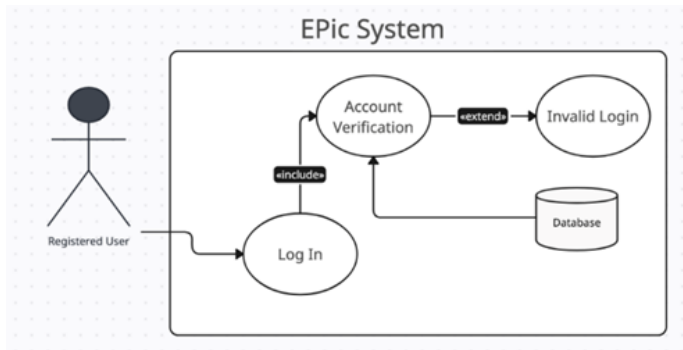 EPic System
Account
Verification
«extend»
Invalid Login
«include»
Database
Registered User
Log In